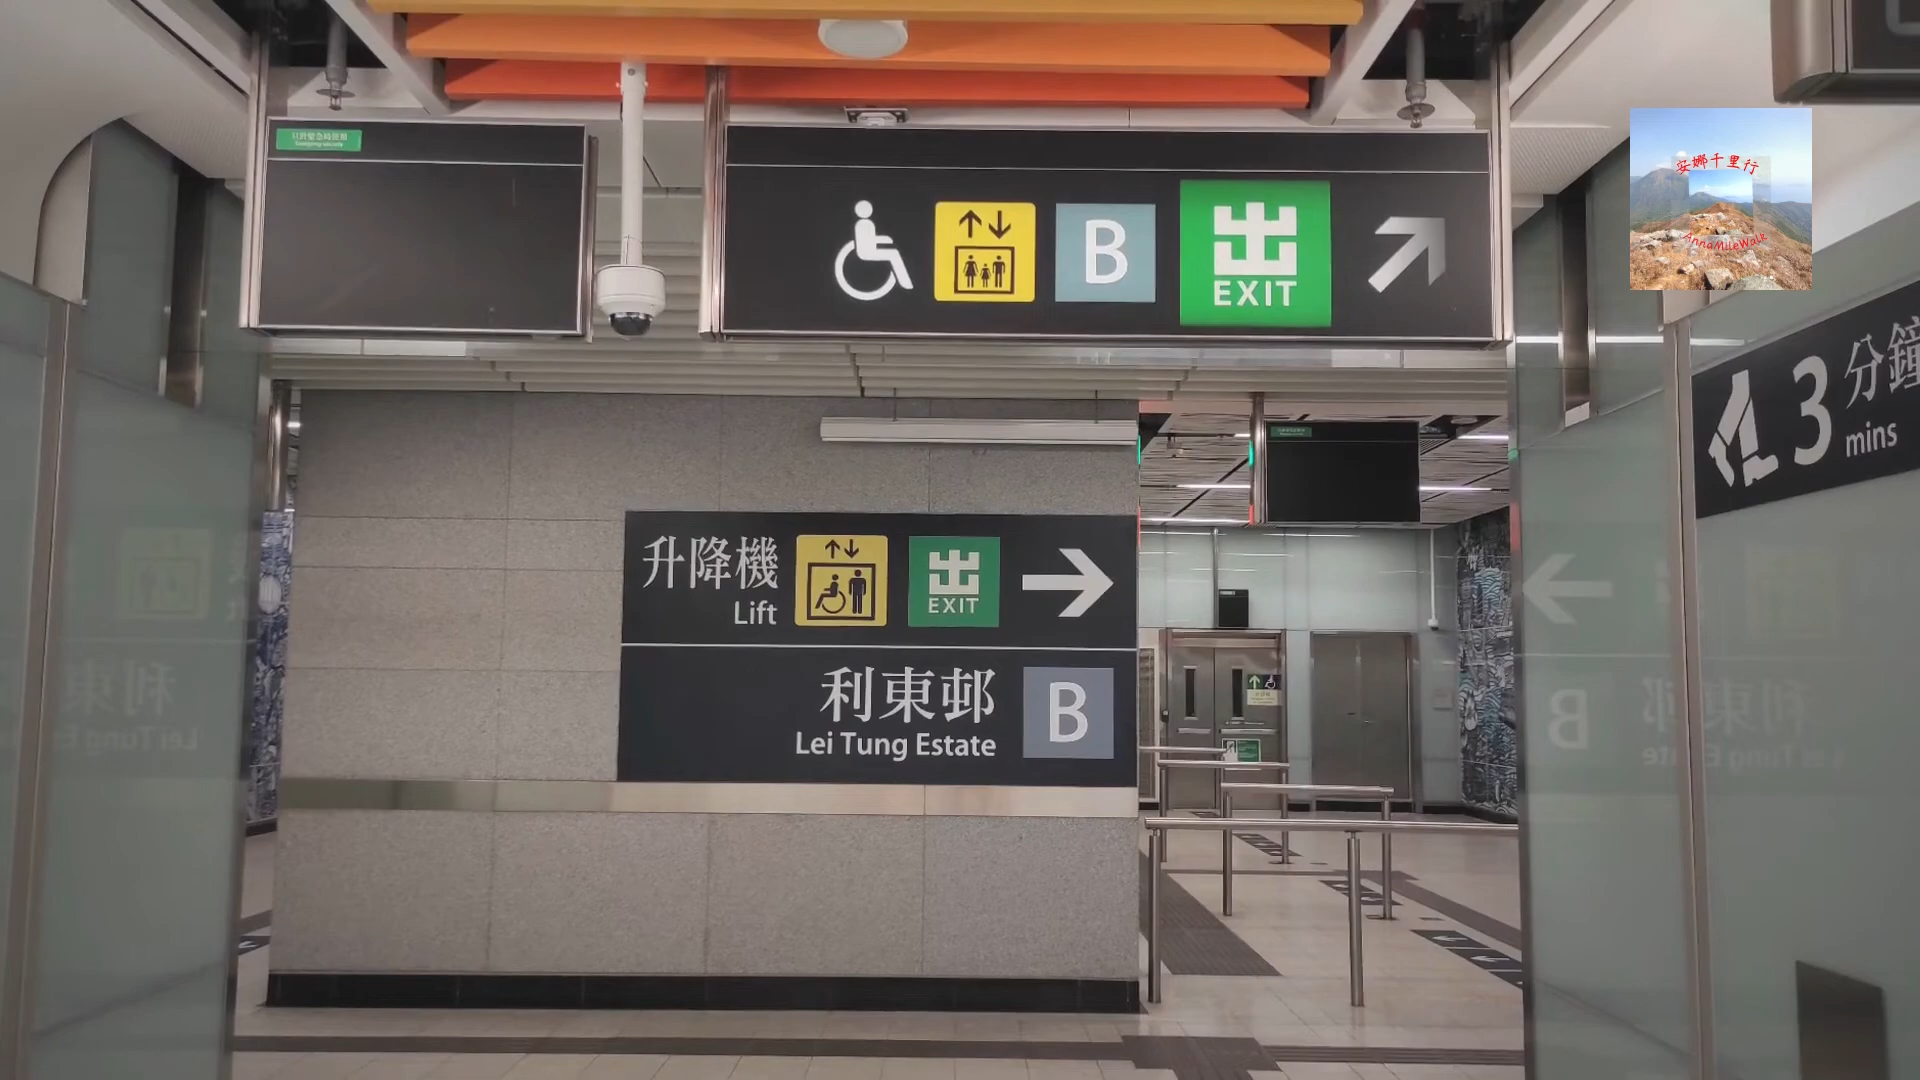 B
出
EXIT
安娜千里行
AnnaMileWalk
3
分鐘
mins
升降機
Lift
出
EXIT
利東邨
Lei Tung Estate
B